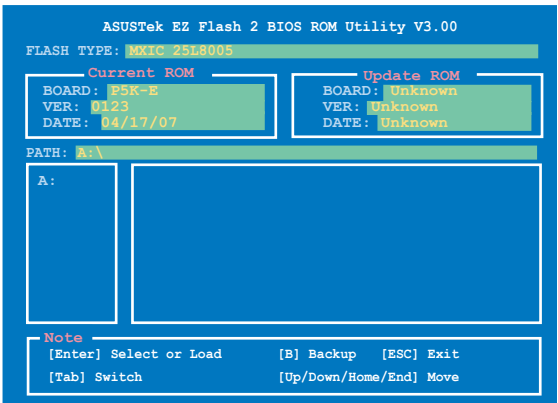 ASUSTek EZ Flash 2 BIOS ROM Utility V3.00
FLASH TYPE: MXIC 25L8005
Current ROM
BOARD: P5K-E
VER: 0123
DATE: 04/17/07
Update ROM
BOARD: Unknown
VER: Unknown
DATE: Unknown
PATH: A:\
A:
Note
[Enter] Select or Load [B] Backup [ESC] Exit
[Tab] Switch [Up/Down/Home/End] Move